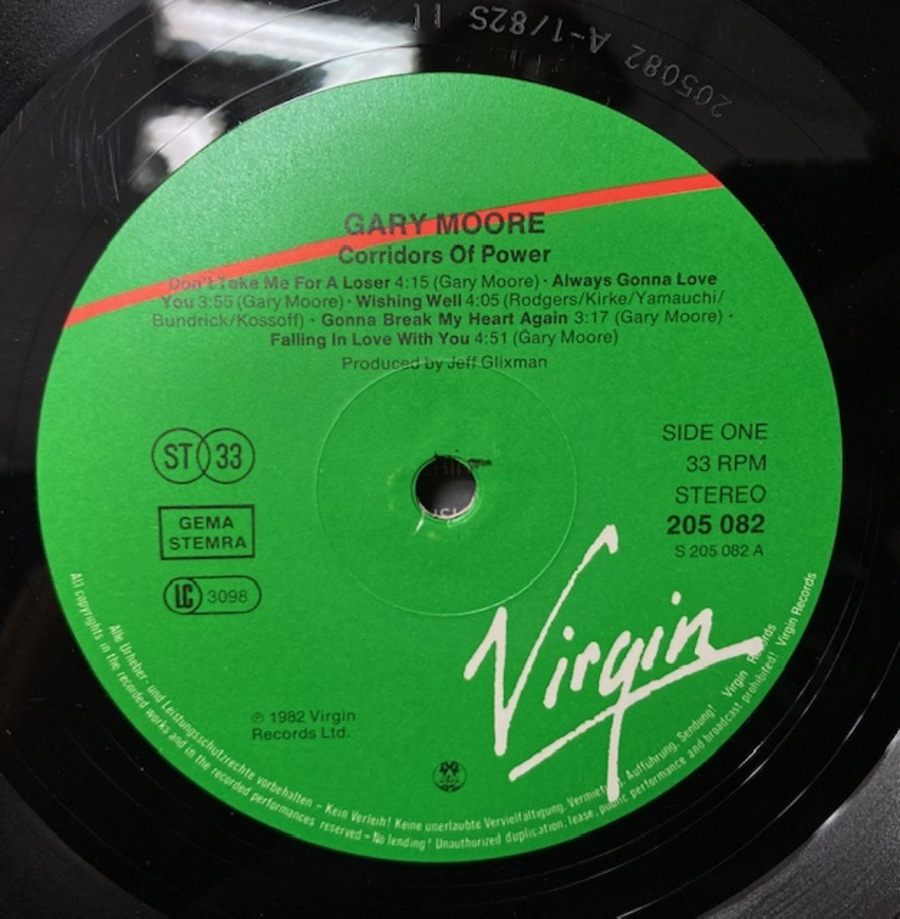 205082 A-1/82S
GARY MOORE
Corridors Of Power
Don't Take Me For A Loser 4:15 (Gary Moore) · Always Gonna Love
You 3:55 (Gary Moore) · Wishing Well 4:05 (Rodgers/Kirke/Yamauchi/
Bundrick/Kossoff) · Gonna Break My Heart Again 3:17 (Gary Moore) ·
Falling In Love With You 4:51 (Gary Moore)
Produced by Jeff Glixman
ST 33
GEMA
STEMRA
LC 3098
SIDE ONE
33 RPM
STEREO
205 082
S 205 082 A
Virgin
℗ 1982 Virgin
Records Ltd.
Alle Urheber- und Leistungsschutzrechte vorbehalten – Kein Verleih! Keine unerlaubte Vervielfältigung, Vermietung, Aufführung, Sendung! Virgin Records
All copyrights in the recorded works and in the recorded performances reserved – No lending! Unauthorized duplication, lease, public performance and broadcast prohibited! Virgin Records